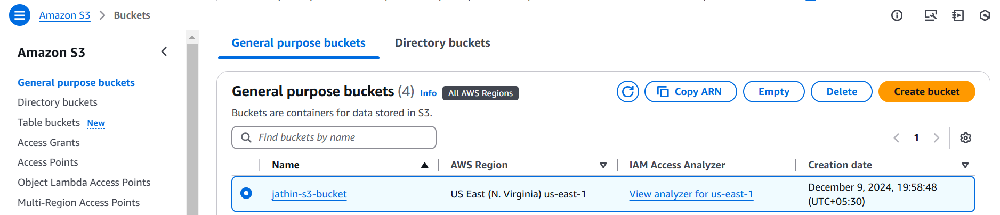 Amazon S3 > Buckets
Amazon S3
General purpose buckets
Directory buckets
Table buckets New
Access Grants
Access Points
Object Lambda Access Points
Multi-Region Access Points
General purpose buckets
Directory buckets
General purpose buckets (4) Info All AWS Regions
Copy ARN
Empty
Delete
Create bucket
Buckets are containers for data stored in S3.
Find buckets by name
1
Name AWS Region IAM Access Analyzer Creation date
jathin-s3-bucket US East (N. Virginia) us-east-1 View analyzer for us-east-1 December 9, 2024, 19:58:48
(UTC+05:30)